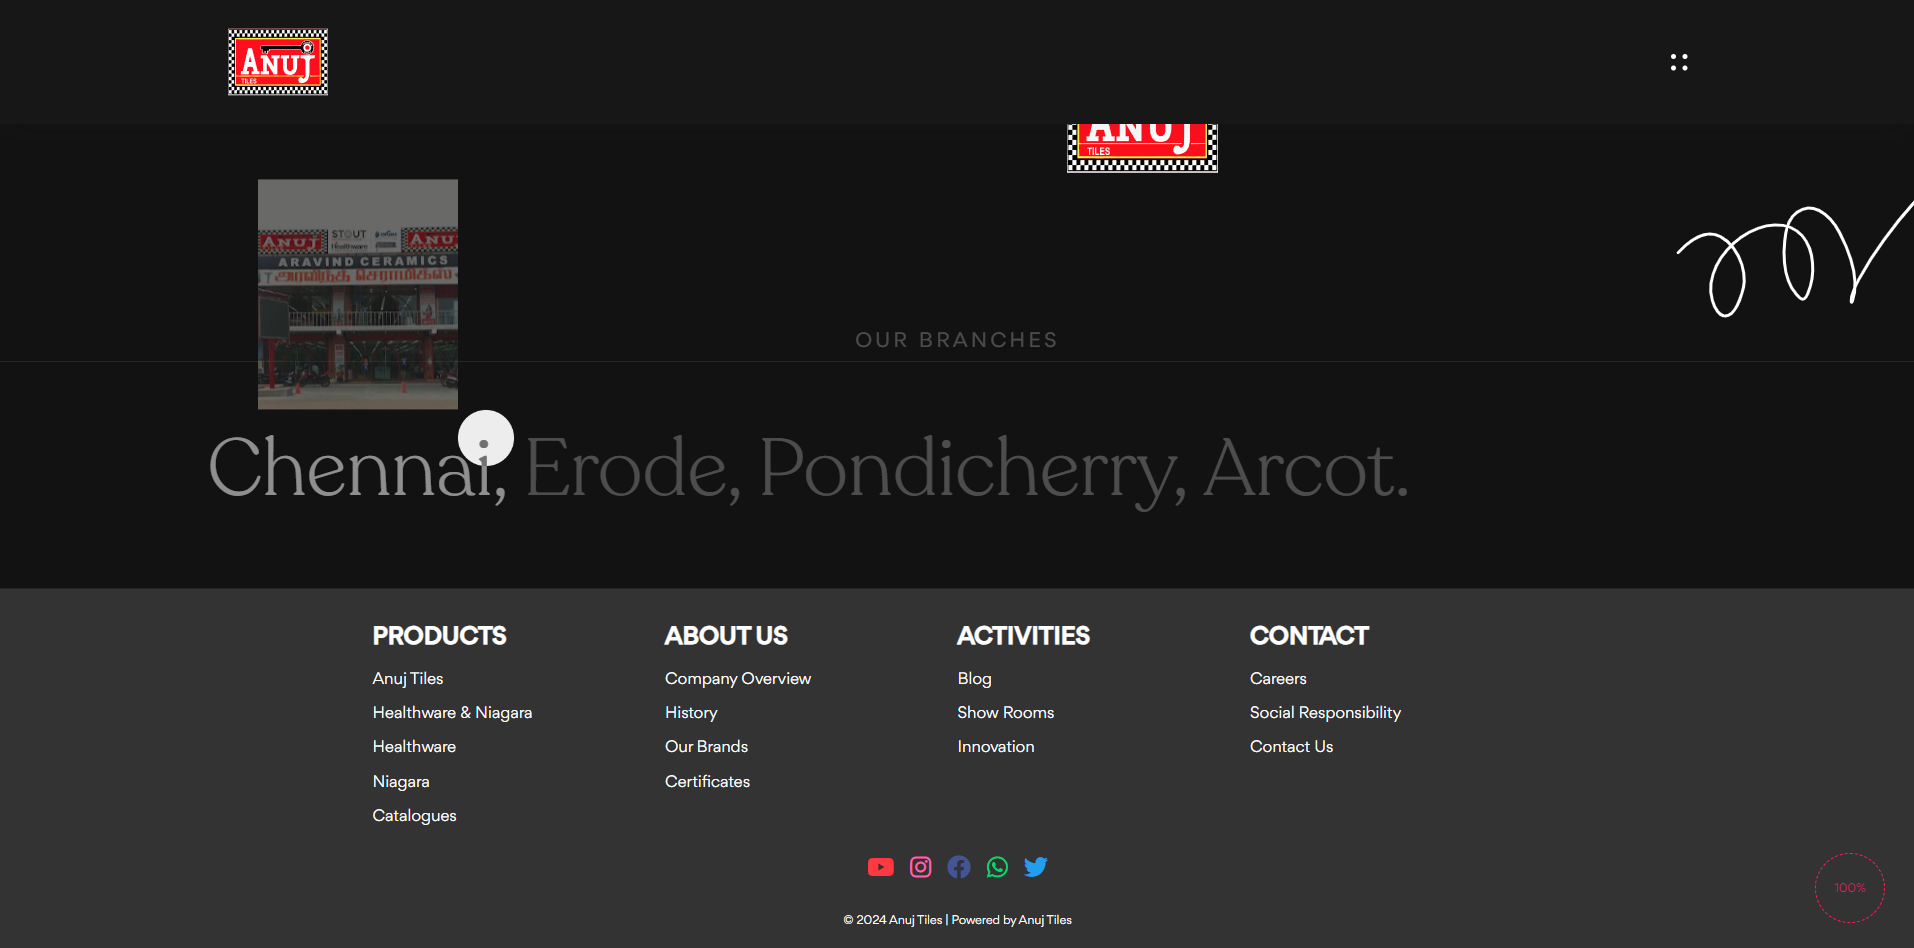 ANUJ
TILES
ANUJ
TILES
ANUJ
STOUT
Healthware
ANUJ
ARAVIND CERAMICS
அரவிந்த் செராமிக்ஸ்
OUR BRANCHES
Chennai, Erode, Pondicherry, Arcot.
PRODUCTS
Anuj Tiles
Healthware & Niagara
Healthware
Niagara
Catalogues
ABOUT US
Company Overview
History
Our Brands
Certificates
ACTIVITIES
Blog
Show Rooms
Innovation
CONTACT
Careers
Social Responsibility
Contact Us
© 2024 Anuj Tiles | Powered by Anuj Tiles
100%